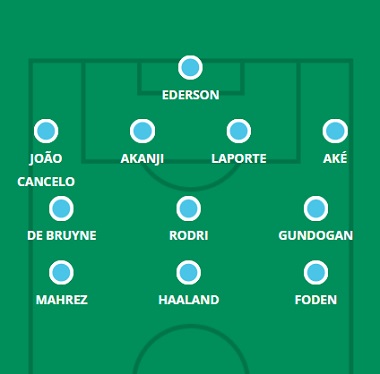 EDERSON
JOÃO
CANCELO
AKANJI
LAPORTE
AKÉ
DE BRUYNE
RODRI
GUNDOGAN
MAHREZ
HAALAND
FODEN